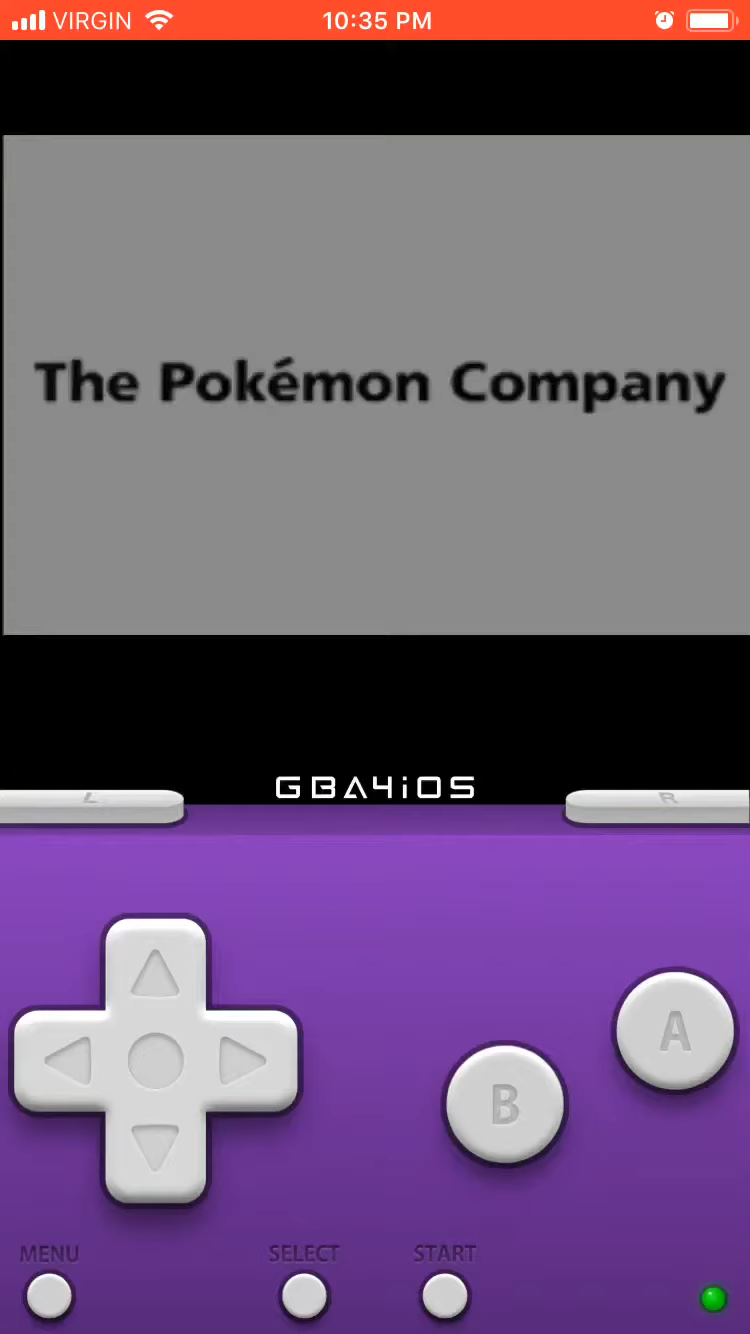 VIRGIN 10:35 PM
The Pokémon Company
GBA4iOS
L R
A
B
MENU SELECT START